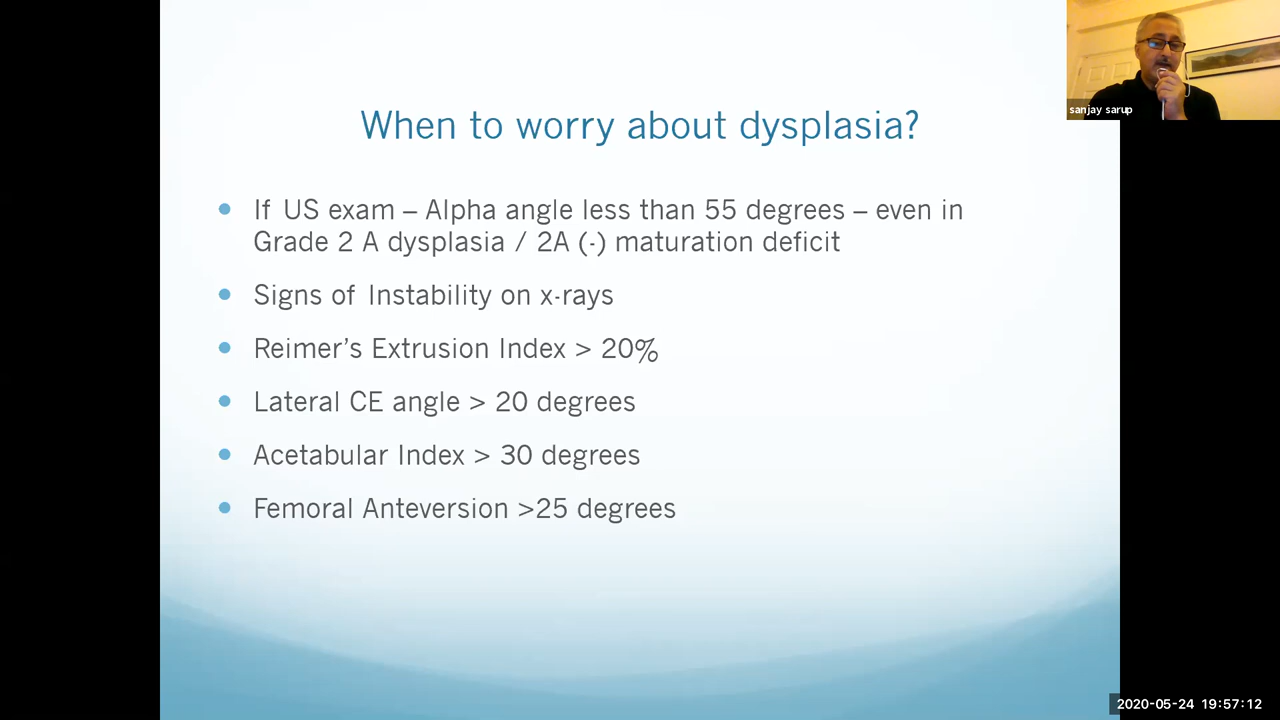 sanjay sarup
When to worry about dysplasia?
If US exam – Alpha angle less than 55 degrees – even in
Grade 2 A dysplasia / 2A (-) maturation deficit
Signs of Instability on x-rays
Reimer's Extrusion Index > 20%
Lateral CE angle > 20 degrees
Acetabular Index > 30 degrees
Femoral Anteversion >25 degrees
2020-05-24 19:57:12